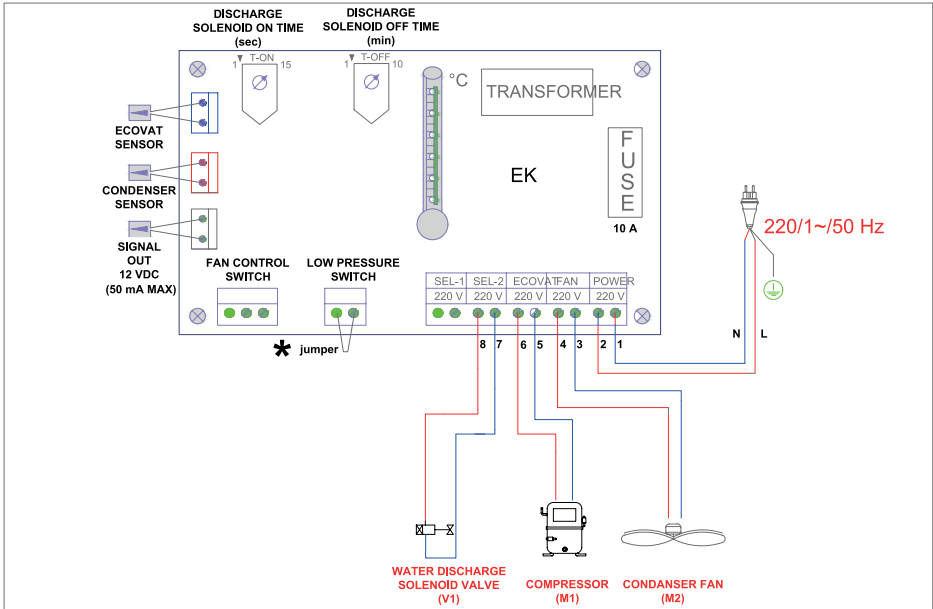 DISCHARGE
SOLENOID ON TIME
(sec)
DISCHARGE
SOLENOID OFF TIME
(min)
T-ON
1 15
T-OFF
1 10
°C
TRANSFORMER
FUSE
10 A
EK
ECOVAT
SENSOR
CONDENSER
SENSOR
SIGNAL
OUT
12 VDC
(50 mA MAX)
FAN CONTROL
SWITCH
LOW PRESSURE
SWITCH
* jumper
SEL-1 SEL-2 ECOVAT FAN POWER
220 V 220 V 220 V 220 V 220 V
8 7 6 5 4 3 2 1
220/1~/50 Hz
N L
WATER DISCHARGE
SOLENOID VALVE
(V1)
COMPRESSOR
(M1)
CONDANSER FAN
(M2)